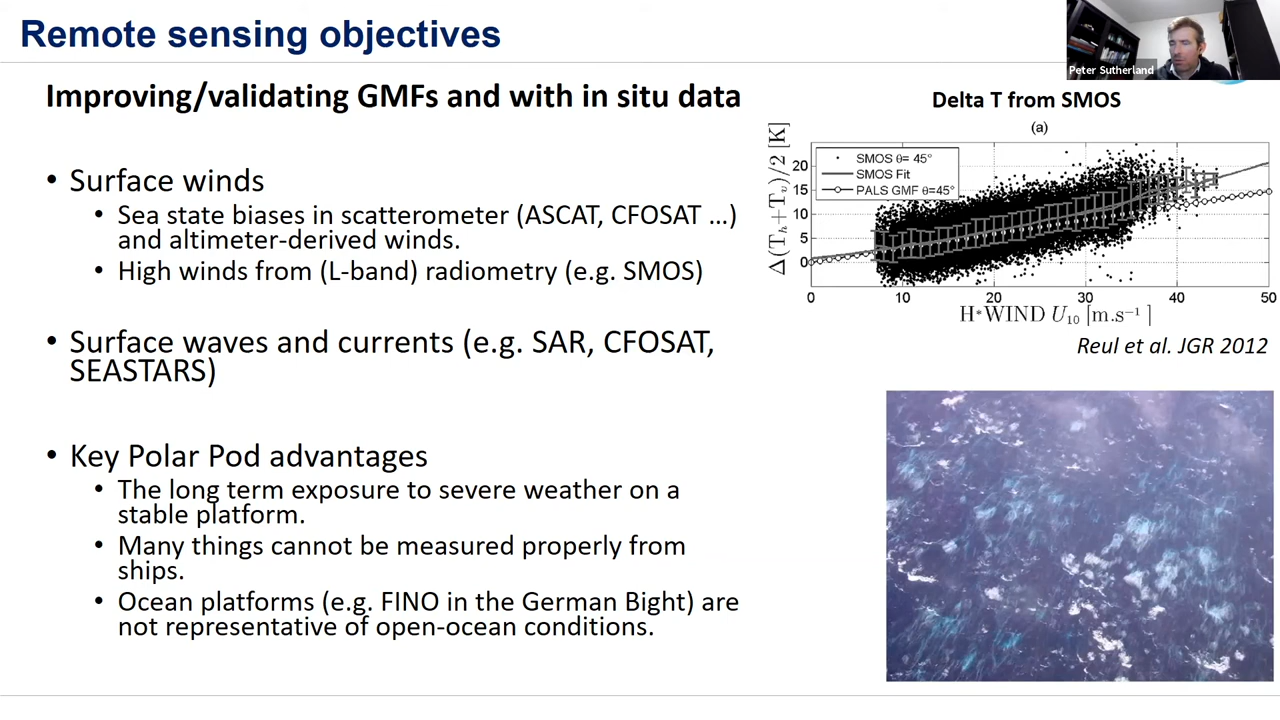 Remote sensing objectives
Peter Sutherland
Improving/validating GMFs and with in situ data
• Surface winds
• Sea state biases in scatterometer (ASCAT, CFOSAT ...)
and altimeter-derived winds.
• High winds from (L-band) radiometry (e.g. SMOS)
• Surface waves and currents (e.g. SAR, CFOSAT,
SEASTARS)
• Key Polar Pod advantages
• The long term exposure to severe weather on a
stable platform.
• Many things cannot be measured properly from
ships.
• Ocean platforms (e.g. FINO in the German Bight) are
not representative of open-ocean conditions.
Delta T from SMOS
(a)
Δ(Th+Tv)/2 [K]
20
15
10
5
0
SMOS θ= 45°
SMOS Fit
PALS GMF θ=45°
0 10 20 30 40 50
H*WIND U10 [m.s−1]
Reul et al. JGR 2012